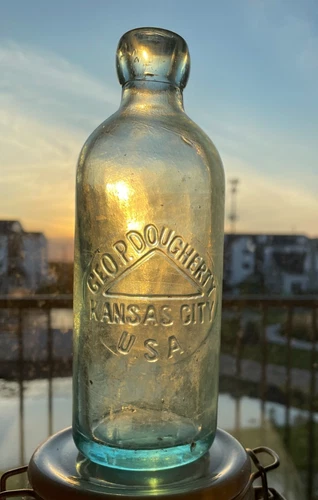 GEO. P. DOUGHERTY
KANSAS CITY
U.S.A.